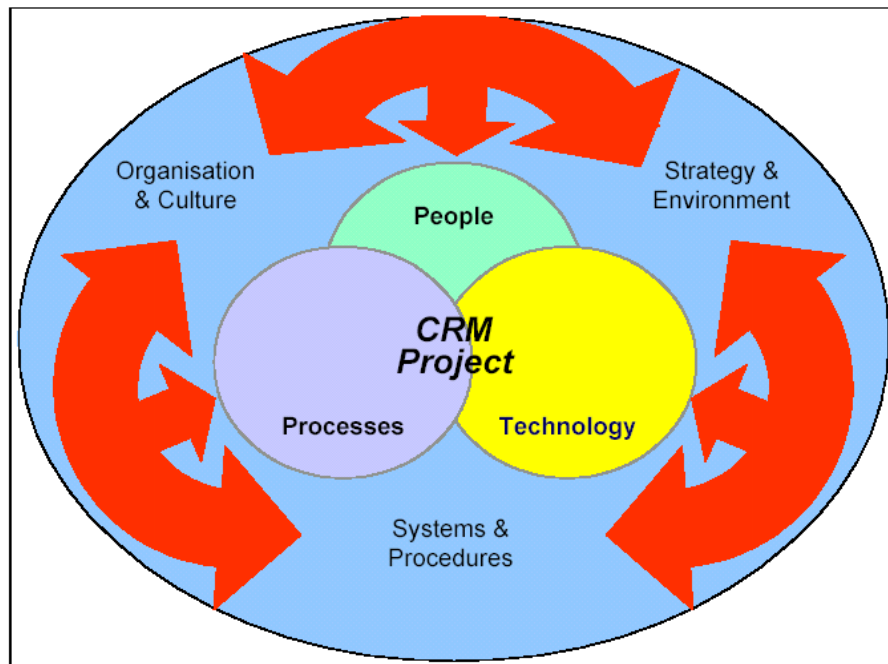 Organisation
& Culture
Strategy &
Environment
People
CRM
Project
Processes
Technology
Systems &
Procedures